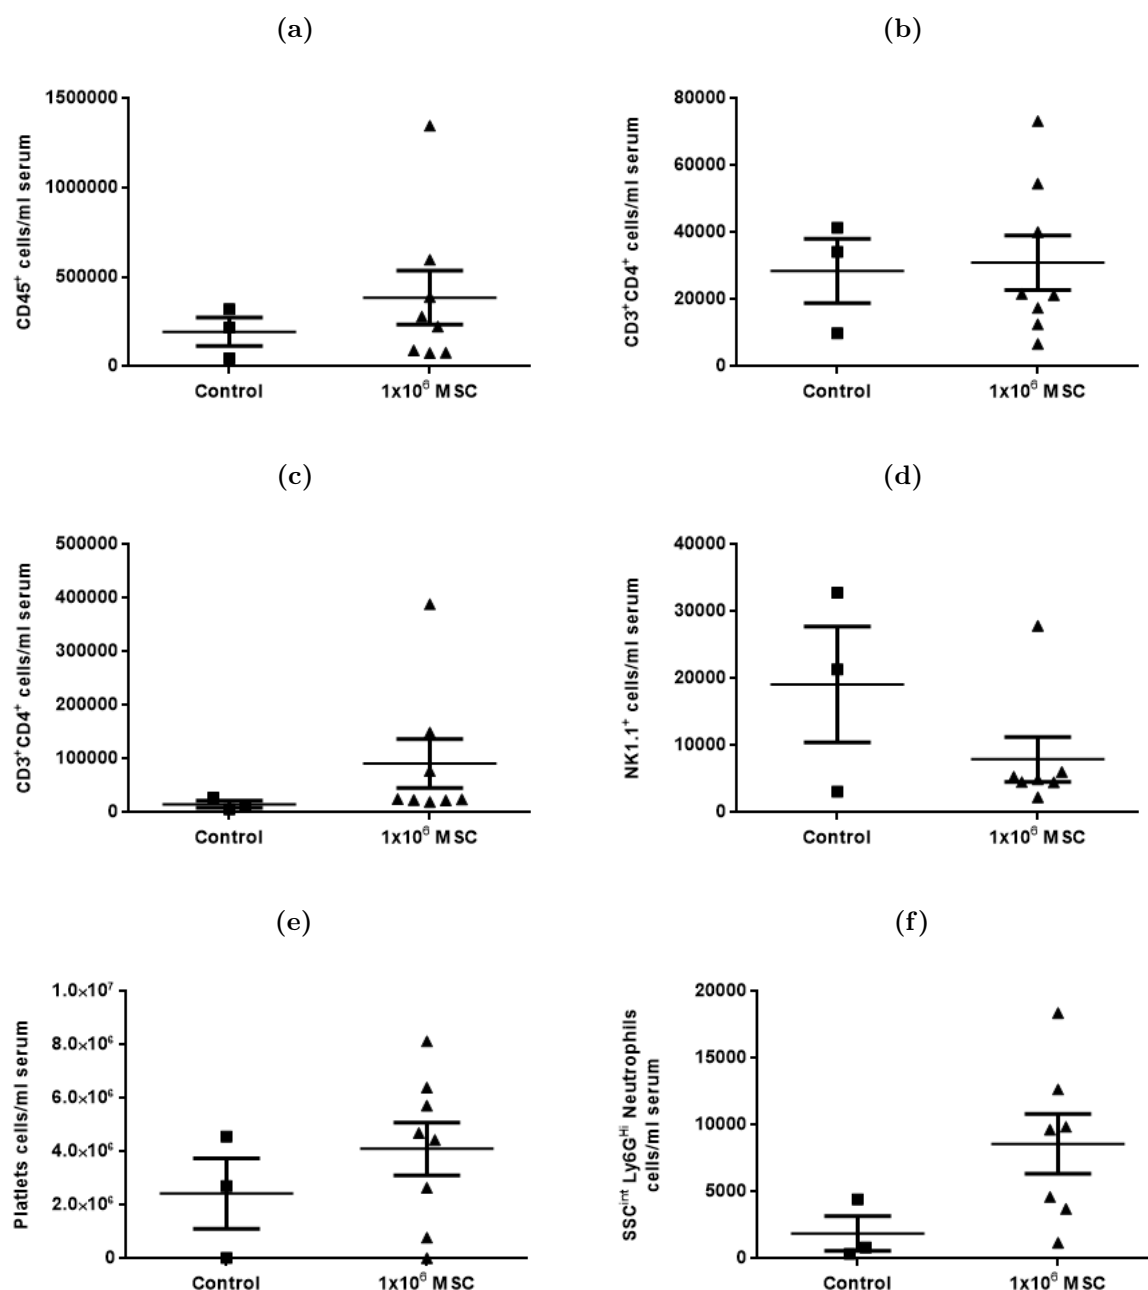 (a)
(b)
1500000
1000000
500000
0
CD45⁺ cells/ml serum
Control
1x10⁶ MSC
80000
60000
40000
20000
0
CD3⁺CD4⁺ cells/ml serum
Control
1x10⁶ MSC
(c)
(d)
500000
400000
300000
200000
100000
0
CD3⁺CD4⁺ cells/ml serum
Control
1x10⁶ MSC
40000
30000
20000
10000
0
NK1.1⁺ cells/ml serum
Control
1x10⁶ MSC
(e)
(f)
1.0×10⁷
8.0×10⁶
6.0×10⁶
4.0×10⁶
2.0×10⁶
0
Platlets cells/ml serum
Control
1x10⁶ MSC
20000
15000
10000
5000
0
SSCⁱⁿᵗ Ly6Gᴴⁱ Neutrophils
cells/ml serum
Control
1x10⁶ MSC